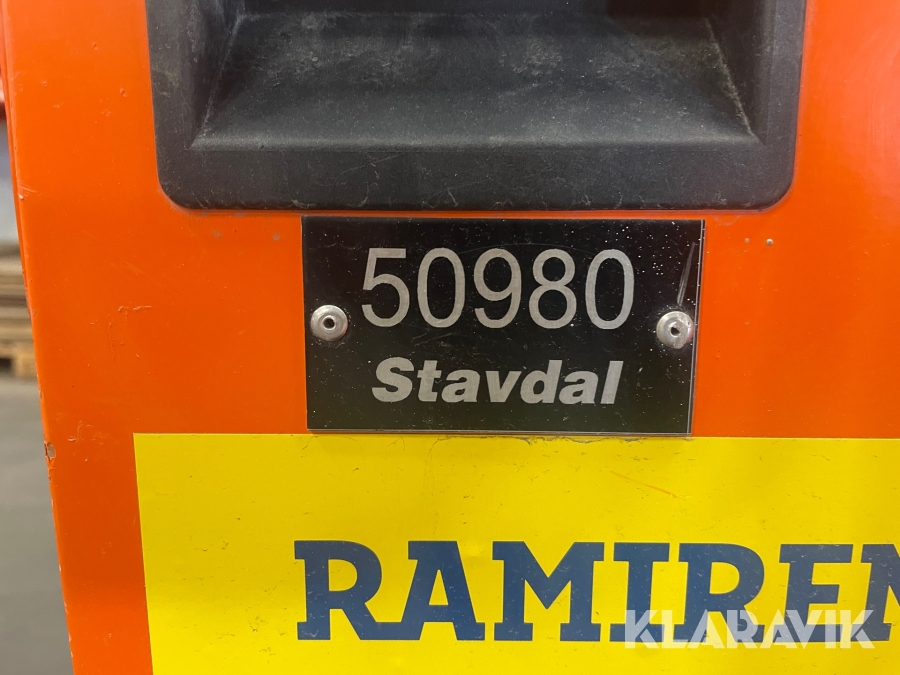 50980
Stavdal
RAMIREN
KLARAVIK